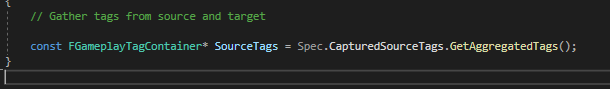 {
// Gather tags from source and target
const FGameplayTagContainer* SourceTags = Spec.CapturedSourceTags.GetAggregatedTags();
}